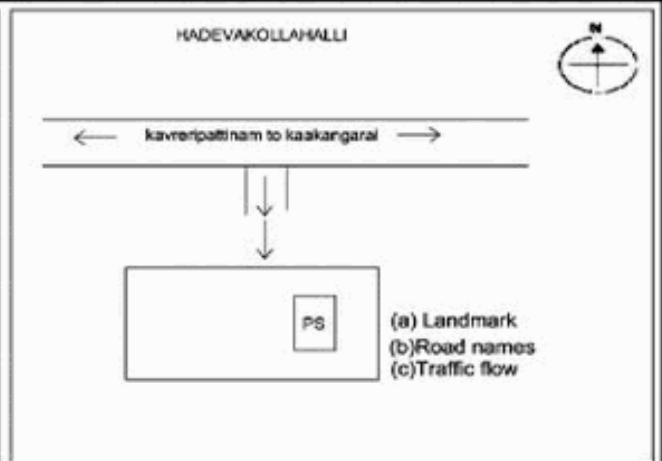 HADEVAKOLLAHALLI
N
kavreripattinam to kaakangarai
PS
(a) Landmark
(b)Road names
(c)Traffic flow